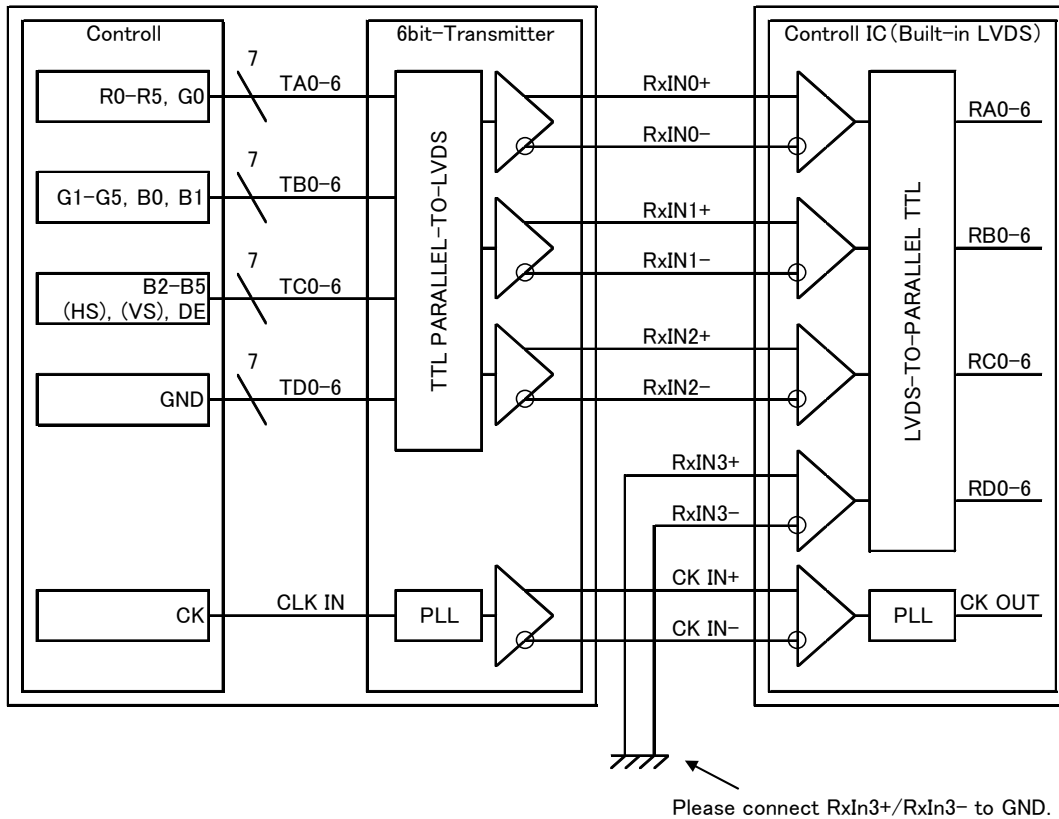 Controll
6bit-Transmitter
Controll IC(Built-in LVDS)
7
R0-R5, G0
TA0-6
RxIN0+
RA0-6
RxIN0-
7
G1-G5, B0, B1
TB0-6
RxIN1+
RB0-6
RxIN1-
7
B2-B5
(HS), (VS), DE
TC0-6
RxIN2+
RC0-6
RxIN2-
7
GND
TD0-6
TTL PARALLEL-TO-LVDS
LVDS-TO-PARALLEL TTL
RxIN3+
RD0-6
RxIN3-
CK
CLK IN
PLL
CK IN+
CK IN-
PLL
CK OUT
Please connect RxIn3+/RxIn3- to GND.